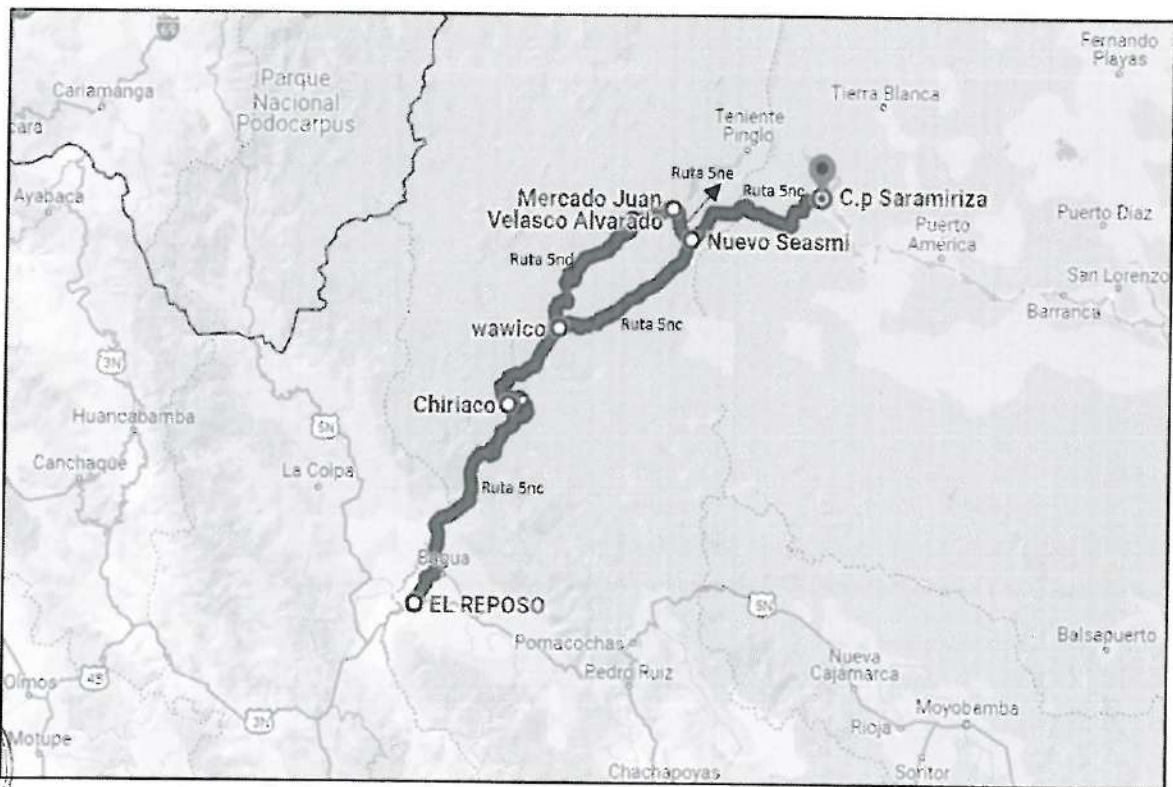 Fernando
Playas
Cariamanga
Parque
Nacional
Podocarpus
Tierra Blanca
Teniente
Pinglo
Ruta 5ne
Ruta 5nc
Ayabaca
Mercado Juan
Velasco Alvarado
C.p Saramiriza
Puerto Diaz
Nuevo Seasmi
Puerto
America
Ruta 5nd
San Lorenzo
Barranca
wawico
Ruta 5nc
3N
Chiriaco
Huancabamba
5N
Canchaque
La Coipa
Ruta 5nc
Bagua
EL REPOSO
5N
Pomacochas
Balsapuerto
Nueva
Cajamarca
Pedro Ruiz
Olmos
Moyobamba
3N
Rioja
Motupe
Chachapoyas
Soritor